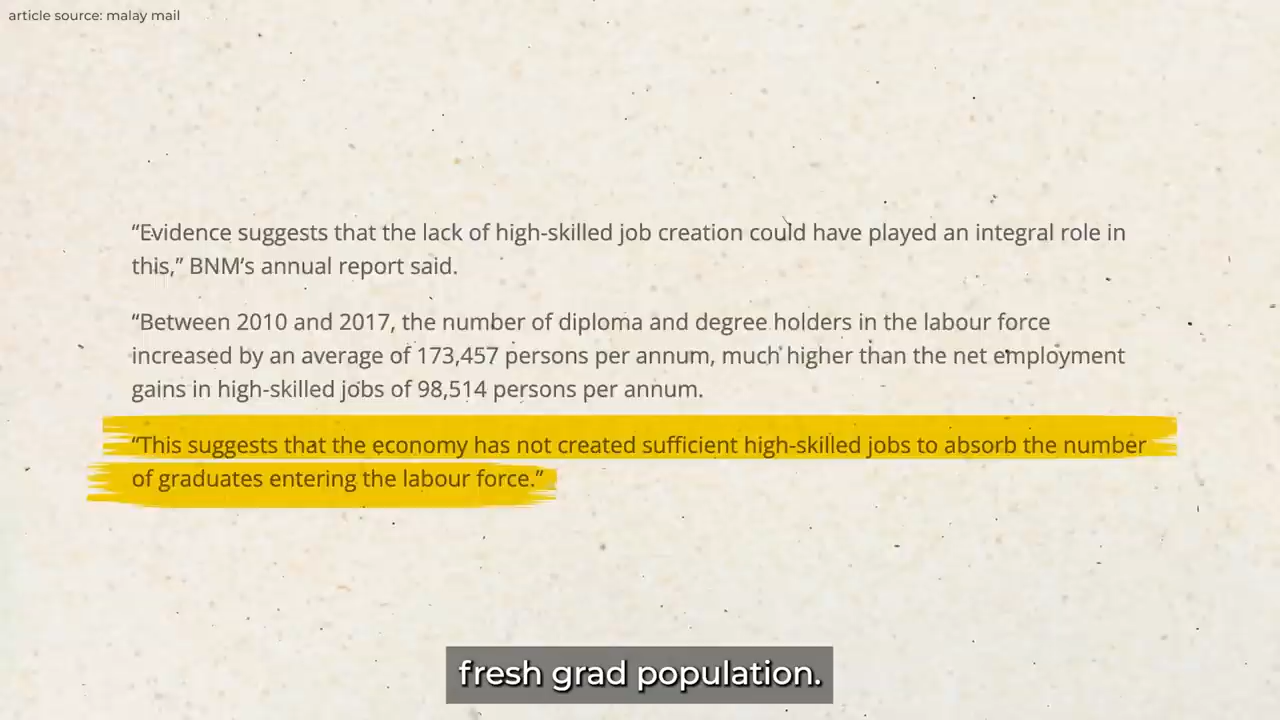 article source: malay mail
“Evidence suggests that the lack of high-skilled job creation could have played an integral role in
this,” BNM’s annual report said.
“Between 2010 and 2017, the number of diploma and degree holders in the labour force
increased by an average of 173,457 persons per annum, much higher than the net employment
gains in high-skilled jobs of 98,514 persons per annum.
“This suggests that the economy has not created sufficient high-skilled jobs to absorb the number
of graduates entering the labour force.”
fresh grad population.